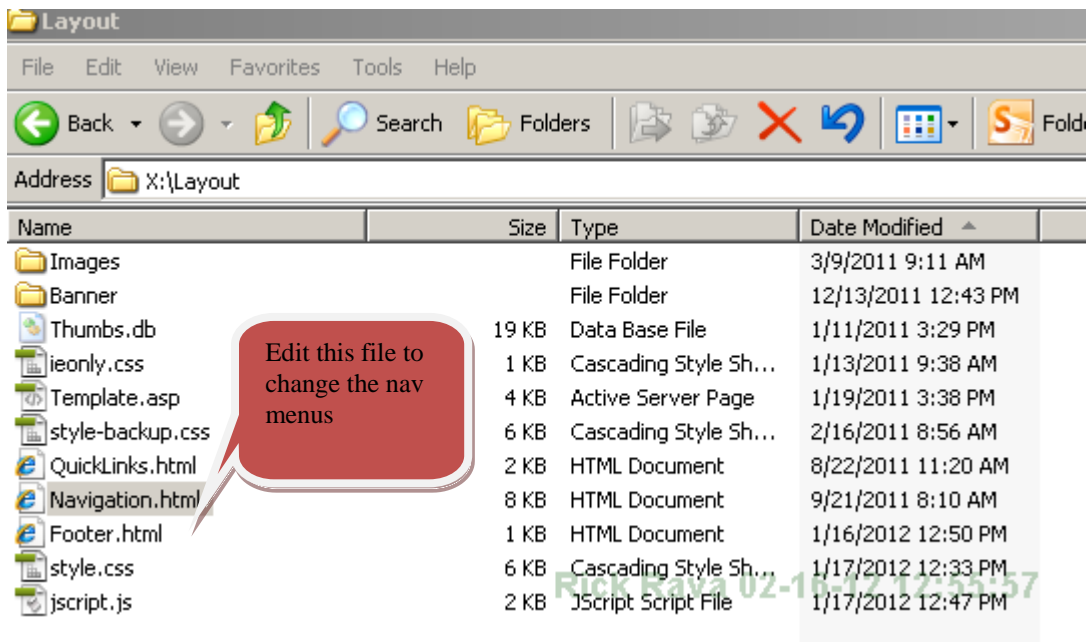 Layout
File Edit View Favorites Tools Help
Back Search Folders Folde
Address X:\Layout
Name Size Type Date Modified
Images File Folder 3/9/2011 9:11 AM
Banner File Folder 12/13/2011 12:43 PM
Thumbs.db 19 KB Data Base File 1/11/2011 3:29 PM
ieonly.css 1 KB Cascading Style Sh... 1/13/2011 9:38 AM
Template.asp 4 KB Active Server Page 1/19/2011 3:38 PM
style-backup.css 6 KB Cascading Style Sh... 2/16/2011 8:56 AM
QuickLinks.html 2 KB HTML Document 8/22/2011 11:20 AM
Navigation.html 8 KB HTML Document 9/21/2011 8:10 AM
Footer.html 1 KB HTML Document 1/16/2012 12:50 PM
style.css 6 KB Cascading Style Sh... 1/17/2012 12:33 PM
jscript.js 2 KB JScript Script File 1/17/2012 12:47 PM
Edit this file to
change the nav
menus
Rick Rava 02-16-12 12:55:57